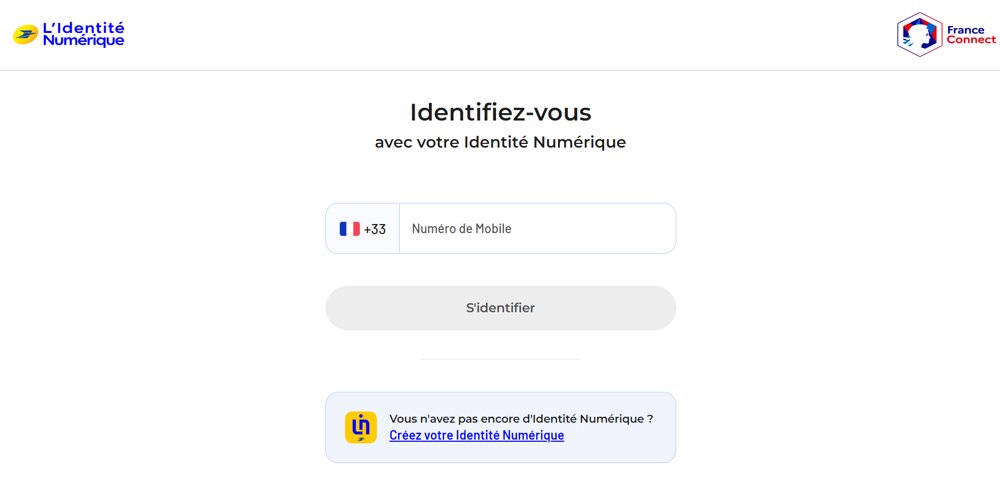 L'Identité
Numérique
France
Connect
Identifiez-vous
avec votre Identité Numérique
+33
Numéro de Mobile
S'identifier
Vous n'avez pas encore d'Identité Numérique ?
Créez votre Identité Numérique